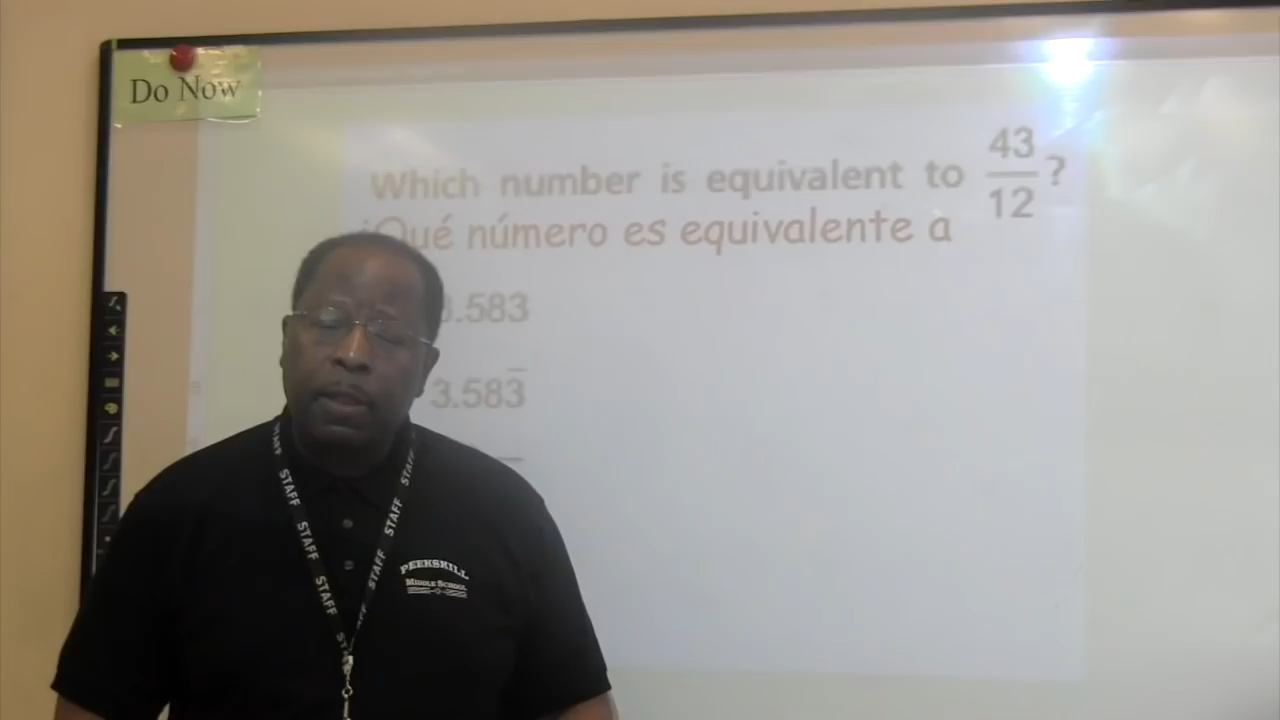 Do Now
Which number is equivalent to 43/12?
¿Qué número es equivalente a
.583
3.583̅
STAFF STAFF STAFF STAFF
STAFF STAFF STAFF
PEEKSKILL
MIDDLE SCHOOL